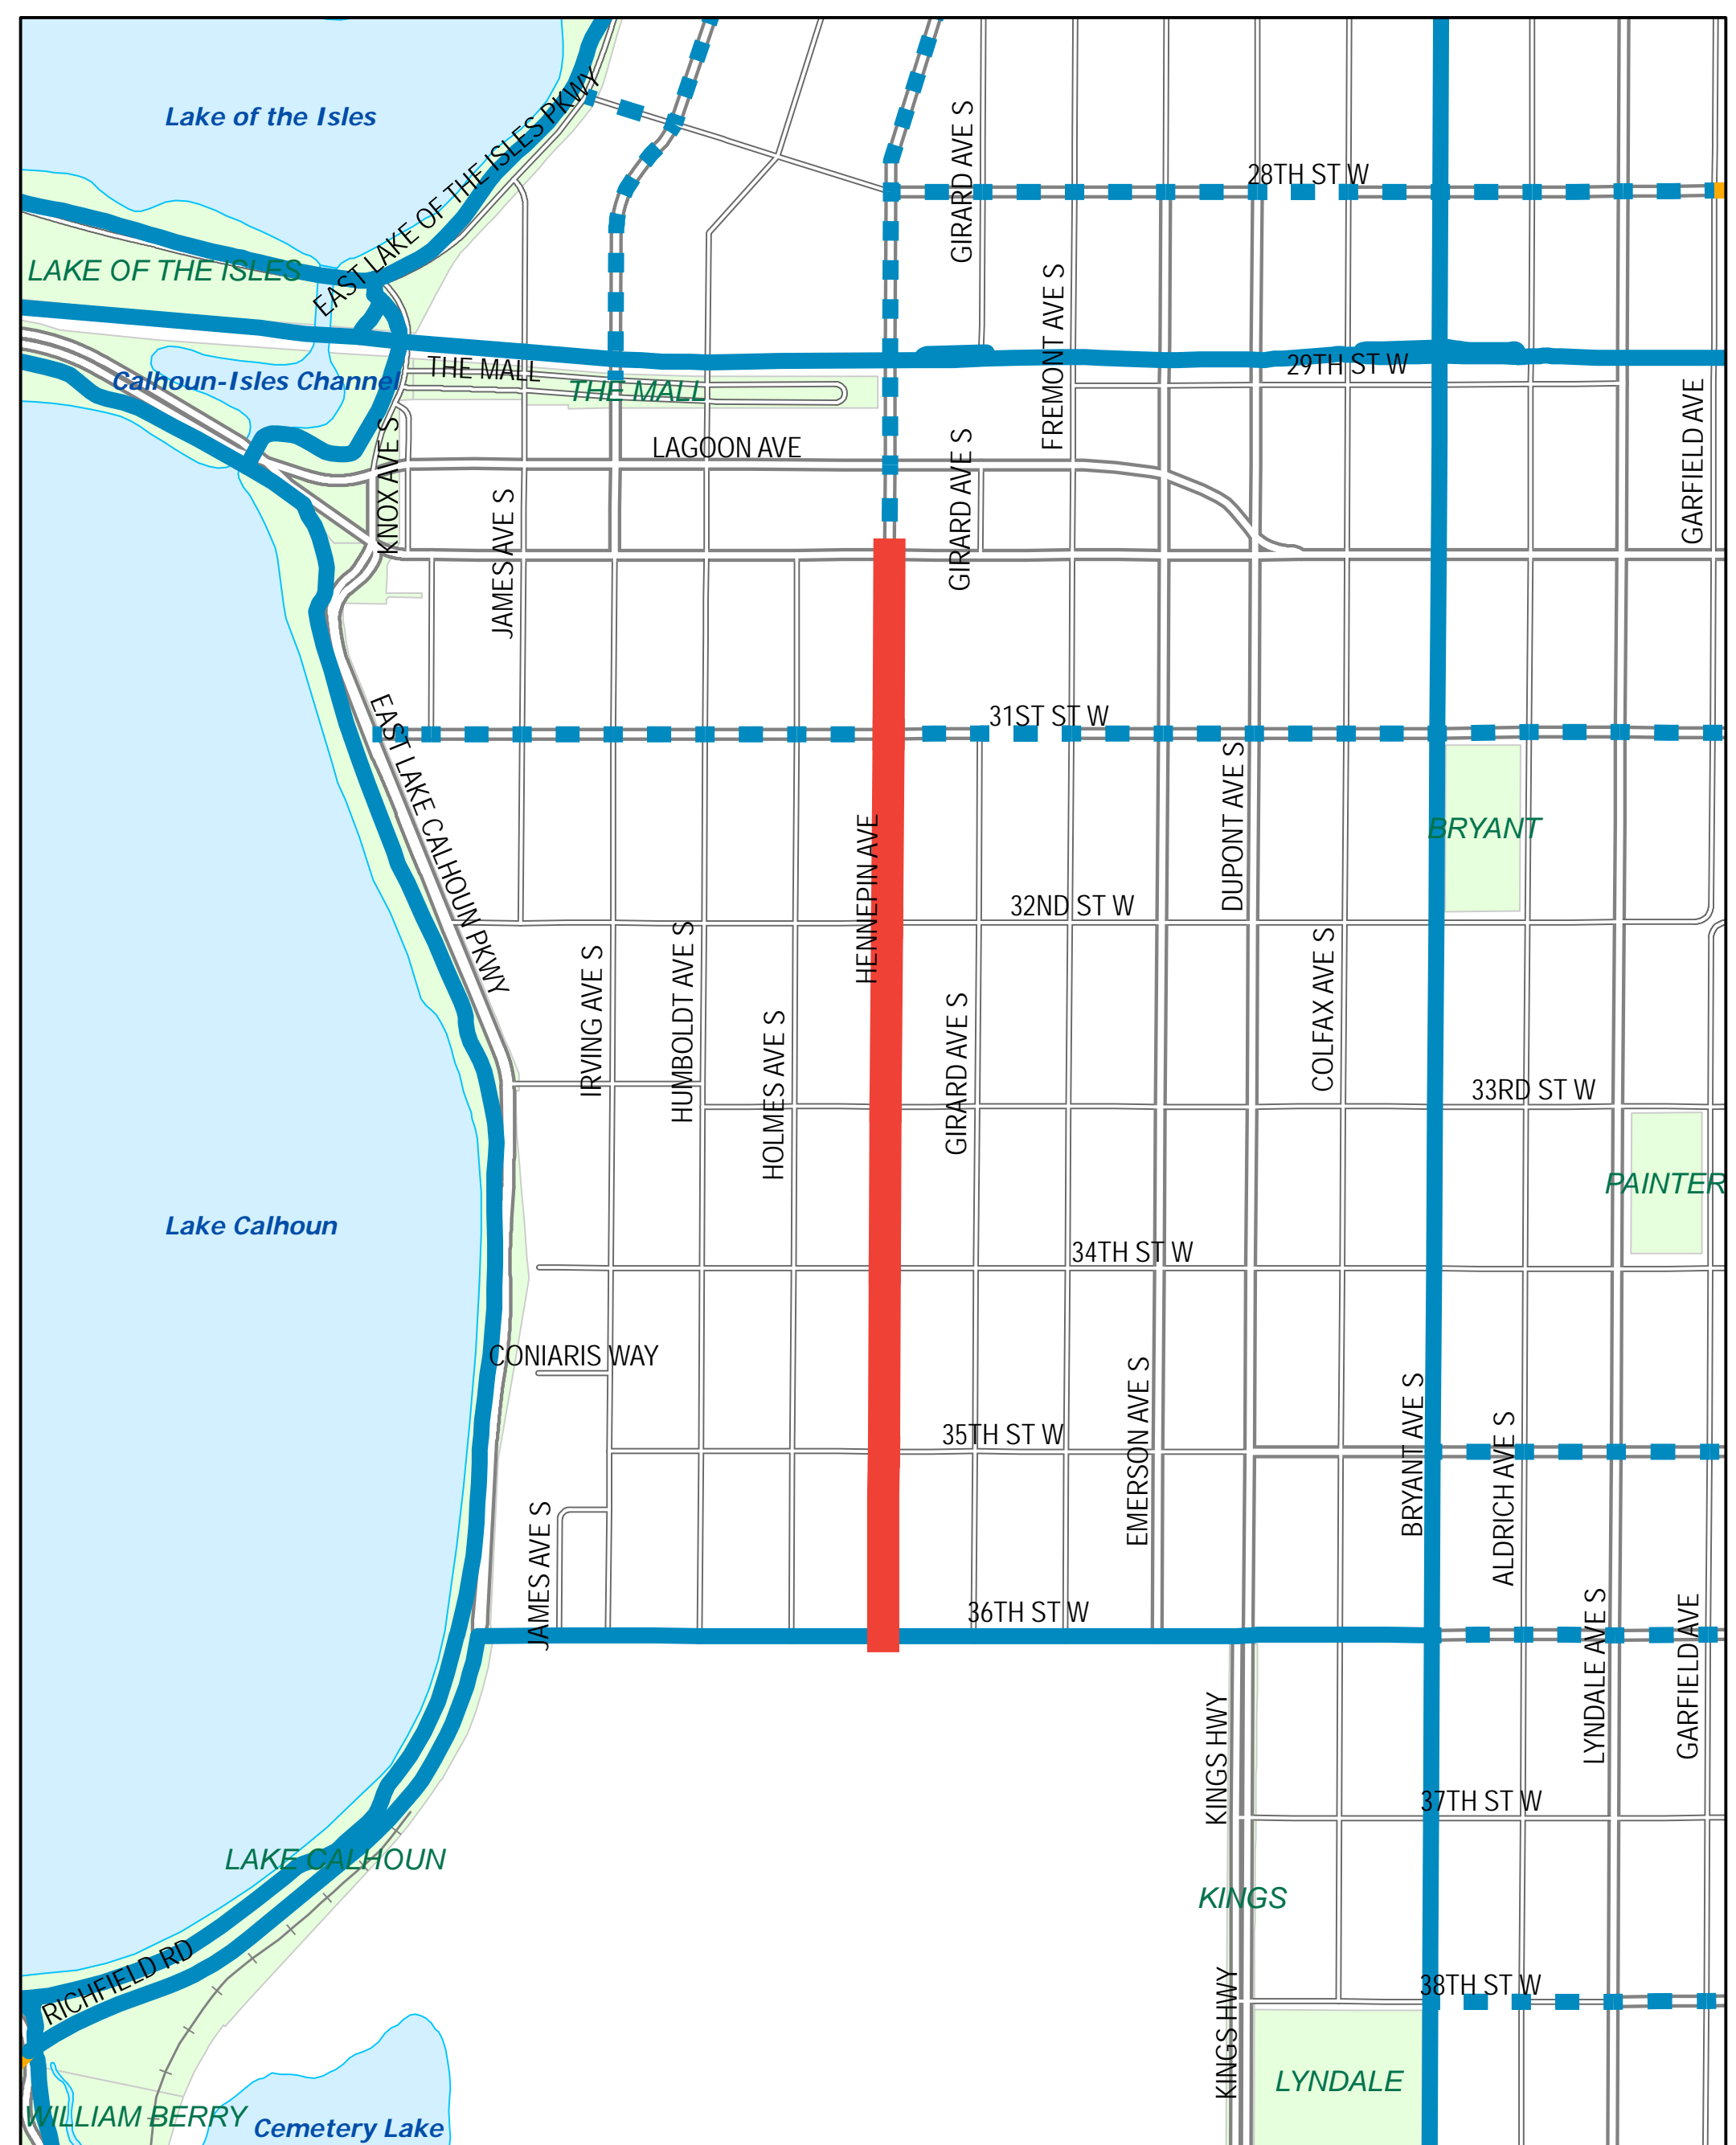 Lake of the Isles
EAST LAKE OF THE ISLES PKWY
GIRARD AVE S
28TH ST W
LAKE OF THE ISLES
FREMONT AVE S
THE MALL
THE MALL
29TH ST W
Calhoun-Isles Channel
GARFIELD AVE
KNOX AVE S
LAGOON AVE
GIRARD AVE S
JAMES AVE S
31ST ST W
EAST LAKE CALHOUN PKWY
HENNEPIN AVE
DUPONT AVE S
BRYANT
32ND ST W
IRVING AVE S
HUMBOLDT AVE S
HOLMES AVE S
GIRARD AVE S
COLFAX AVE S
33RD ST W
PAINTER
Lake Calhoun
34TH ST W
CONIARIS WAY
EMERSON AVE S
BRYANT AVE S
35TH ST W
ALDRICH AVE S
JAMES AVE S
36TH ST W
LYNDALE AVE S
GARFIELD AVE
KINGS HWY
37TH ST W
LAKE CALHOUN
KINGS
RICHFIELD RD
KINGS HWY
38TH ST W
LYNDALE
WILLIAM BERRY
Cemetery Lake